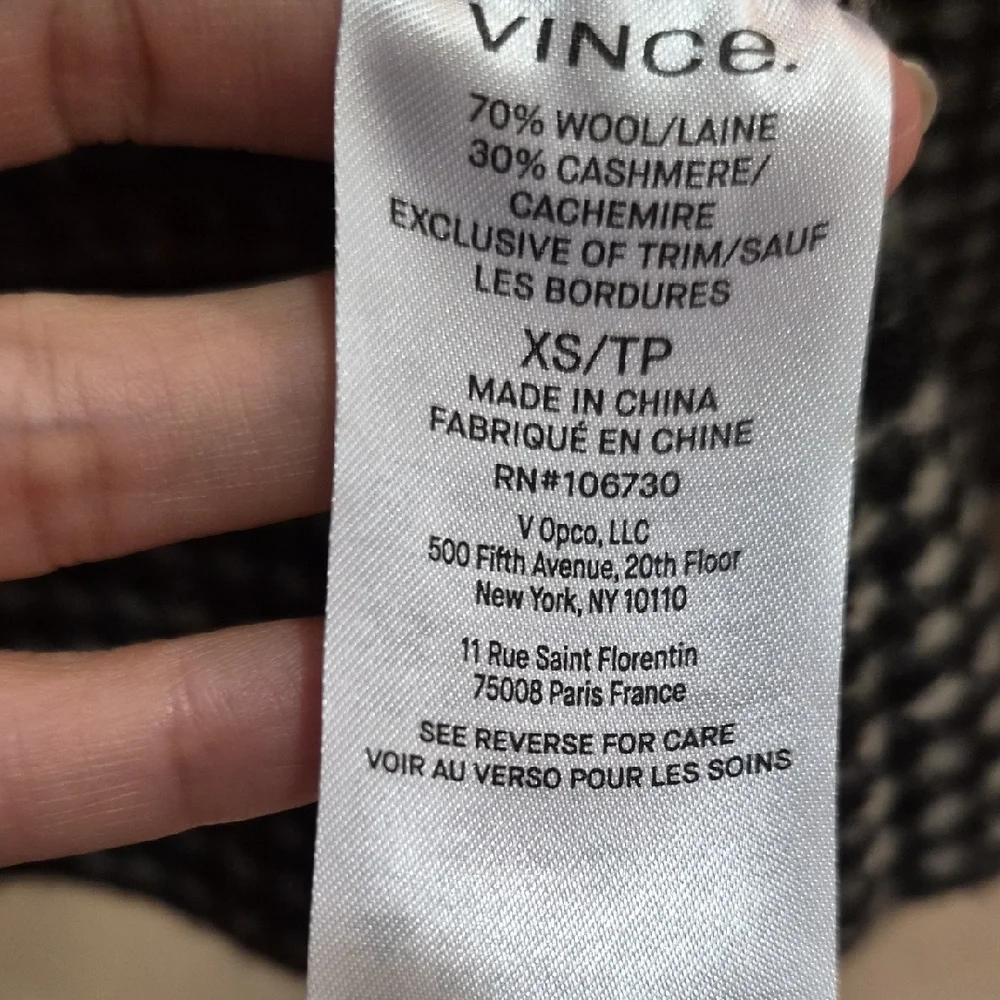 VINCe.
70% WOOL/LAINE
30% CASHMERE/
CACHEMIRE
EXCLUSIVE OF TRIM/SAUF
LES BORDURES
XS/TP
MADE IN CHINA
FABRIQUÉ EN CHINE
RN#106730
V Opco, LLC
500 Fifth Avenue, 20th Floor
New York, NY 10110
11 Rue Saint Florentin
75008 Paris France
SEE REVERSE FOR CARE
VOIR AU VERSO POUR LES SOINS